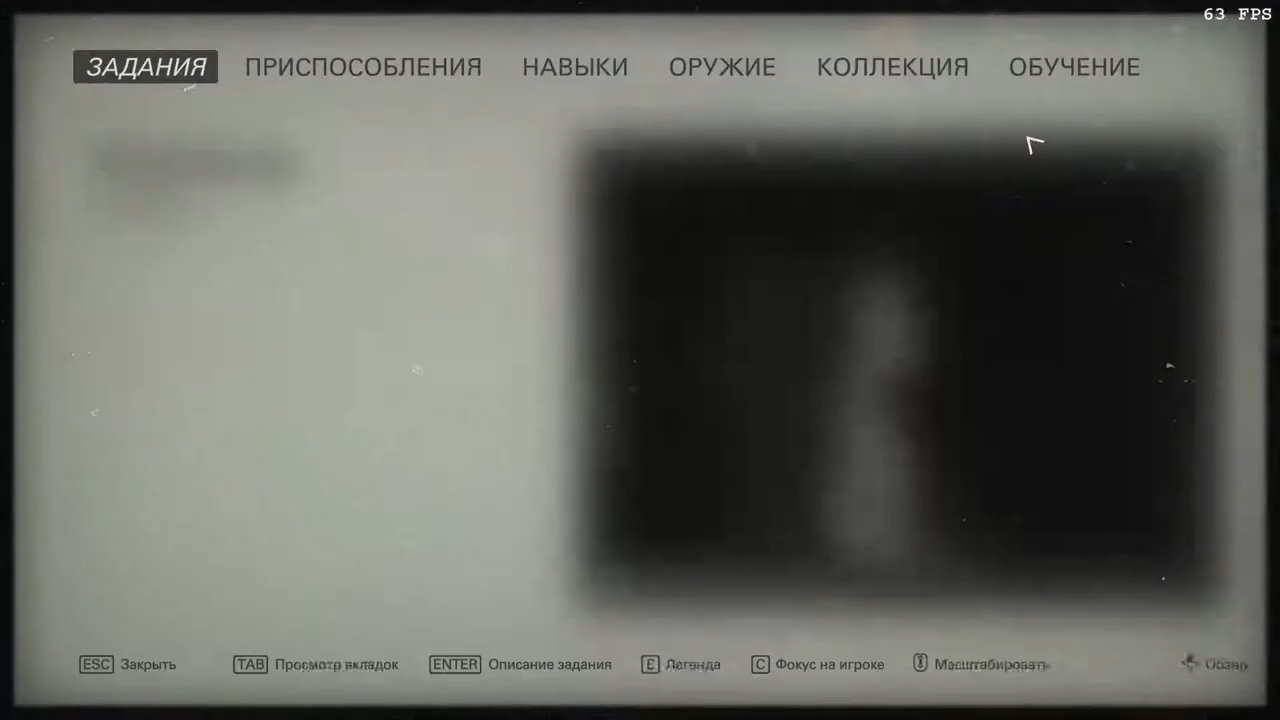 63 FPS
ЗАДАНИЯ ПРИСПОСОБЛЕНИЯ НАВЫКИ ОРУЖИЕ КОЛЛЕКЦИЯ ОБУЧЕНИЕ
ESC Закрыть TAB Просмотр вкладок ENTER Описание задания E Легенда C Фокус на игроке Масштабировать Обзор